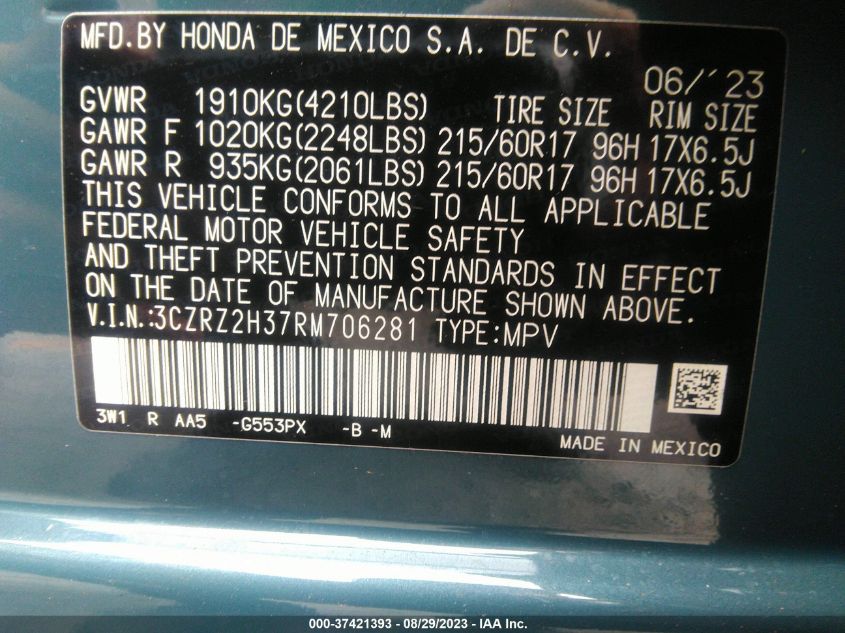 MFD.BY HONDA DE MEXICO S.A. DE C.V.
06/´23
GVWR 1910KG(4210LBS) TIRE SIZE RIM SIZE
GAWR F 1020KG(2248LBS) 215/60R17 96H 17X6.5J
GAWR R 935KG(2061LBS) 215/60R17 96H 17X6.5J
THIS VEHICLE CONFORMS TO ALL APPLICABLE
FEDERAL MOTOR VEHICLE SAFETY
AND THEFT PREVENTION STANDARDS IN EFFECT
ON THE DATE OF MANUFACTURE SHOWN ABOVE.
V.I.N.:3CZRZ2H37RM706281 TYPE:MPV
3W1 R AA5 -G553PX -B -M
MADE IN MEXICO
000-37421393 - 08/29/2023 - IAA Inc.